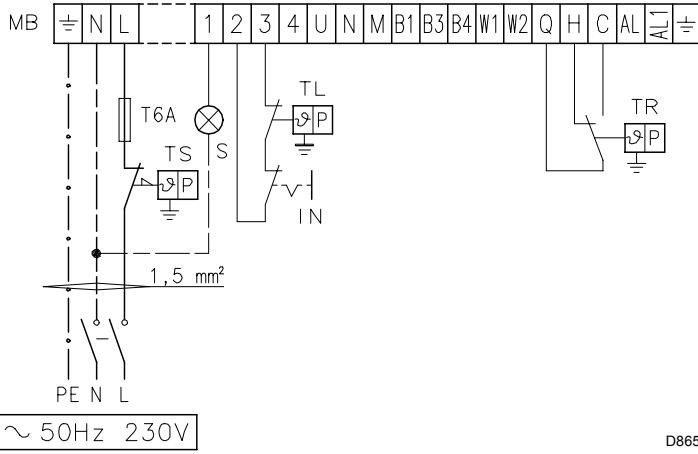 MB ⏚ N L 1 2 3 4 U N M B1 B3 B4 W1 W2 Q H C AL AL1 ⏚
T6A
TL
ϑ P
TR
ϑ P
S
TS
ϑ P
IN
1,5 mm²
PE N L
~ 50Hz 230V
D865